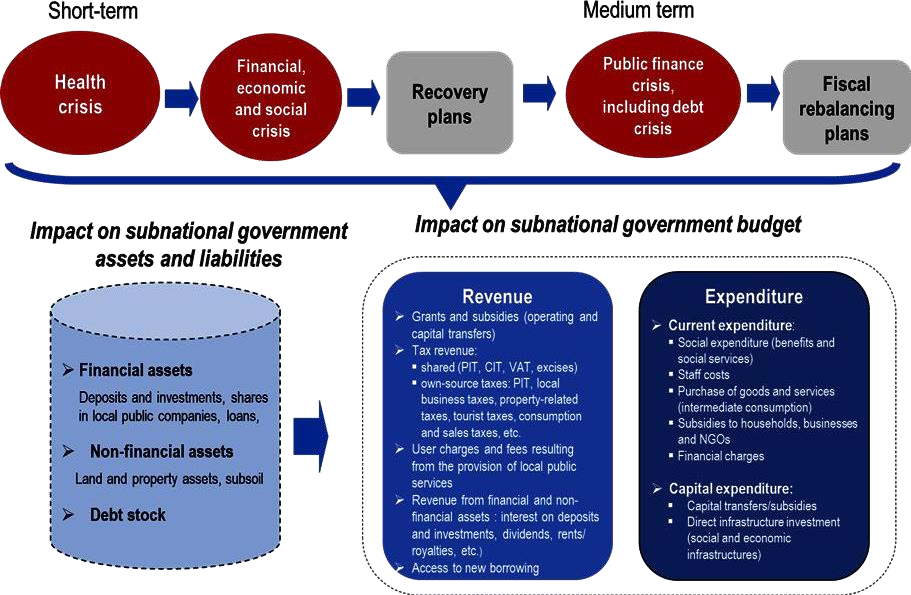 Short-term
Medium term
Health
crisis
Financial,
economic
and social
crisis
Recovery
plans
Public finance
crisis,
including debt
crisis
Fiscal
rebalancing
plans
Impact on subnational government
assets and liabilities
Impact on subnational government budget
Financial assets
Deposits and investments, shares
in local public companies, loans,
Non-financial assets
Land and property assets, subsoil
Debt stock
Revenue
Grants and subsidies (operating and
capital transfers)
Tax revenue:
shared (PIT, CIT, VAT, excises)
own-source taxes: PIT, local
business taxes, property-related
taxes, tourist taxes, consumption
and sales taxes, etc.
User charges and fees resulting
from the provision of local public
services
Revenue from financial and non-
financial assets : interest on deposits
and investments, dividends, rents/
royalties, etc.)
Access to new borrowing
Expenditure
Current expenditure:
Social expenditure (benefits and
social services)
Staff costs
Purchase of goods and services
(intermediate consumption)
Subsidies to households, businesses
and NGOs
Financial charges
Capital expenditure:
Capital transfers/subsidies
Direct infrastructure investment
(social and economic
infrastructures)